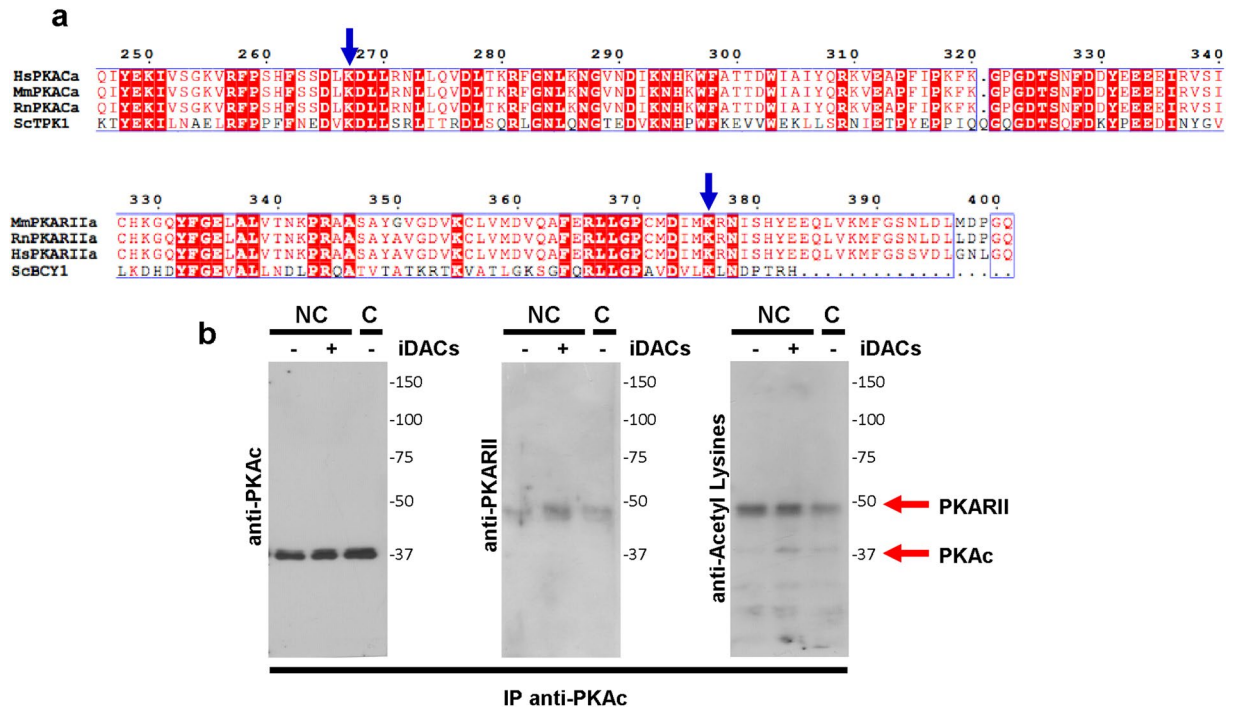 a
250 260 270 280 290 300 310 320 330 340
HsPKACa QIYEKIVSGKVRFPSHFSSDLKDLLRNLLQVDLTKRFGNLKNGVNDIKNHKWFATTDWIAIYQRKVEAPFIPKFK.GPGDTSNFDDYEEEEIRVSI
MmPKACa QIYEKIVSGKVRFPSHFSSDLKDLLRNLLQVDLTKRFGNLKNGVNDIKNHKWFATTDWIAIYQRKVEAPFIPKFK.GPGDTSNFDDYEEEEIRVSI
RnPKACa QIYEKIVSGKVRFPSHFSSDLKDLLRNLLQVDLTKRFGNLKNGVNDIKNHKWFATTDWIAIYQRKVEAPFIPKFK.GPGDTSNFDDYEEEEIRVSI
ScTPK1 KTYEKILNAELRFPPFFNEDVKDLLSRLITRDLSQRLGNLQNGTEDVKNHPWFKEVVWEKLLSRNIETPYEPPIQQGQGDTSQFDKYPEEDINYGV
330 340 350 360 370 380 390 400
MmPKARIIa CHKGQYFGELALVTNKPRAASAYGVGDVKCLVMDVQAFERLLGPCMDIMKRNISHYEEQLVKMFGSNLDLMDPGQ
RnPKARIIa CHKGQYFGELALVTNKPRAASAYAVGDVKCLVMDVQAFERLLGPCMDIMKRNISHYEEQLVKMFGSNLDLLDPGQ
HsPKARIIa CHKGQYFGELALVTNKPRAASAYAVGDVKCLVMDVQAFERLLGPCMDIMKRNISHYEEQLVKMFGSSVDLGNLGQ
ScBCY1 LKDHDYFGEVALLNDLPRQATVTATKRTKVATLGKSGFQRLLGPAVDVLKLNDPTRH..................
b
NC C NC C NC C
- + - iDACs - + - iDACs - + - iDACs
anti-PKAc
-150
-100
-75
-50
-37
anti-PKARII
-150
-100
-75
-50
-37
anti-Acetyl Lysines
-150
-100
-75
-50 PKARII
-37 PKAc
IP anti-PKAc